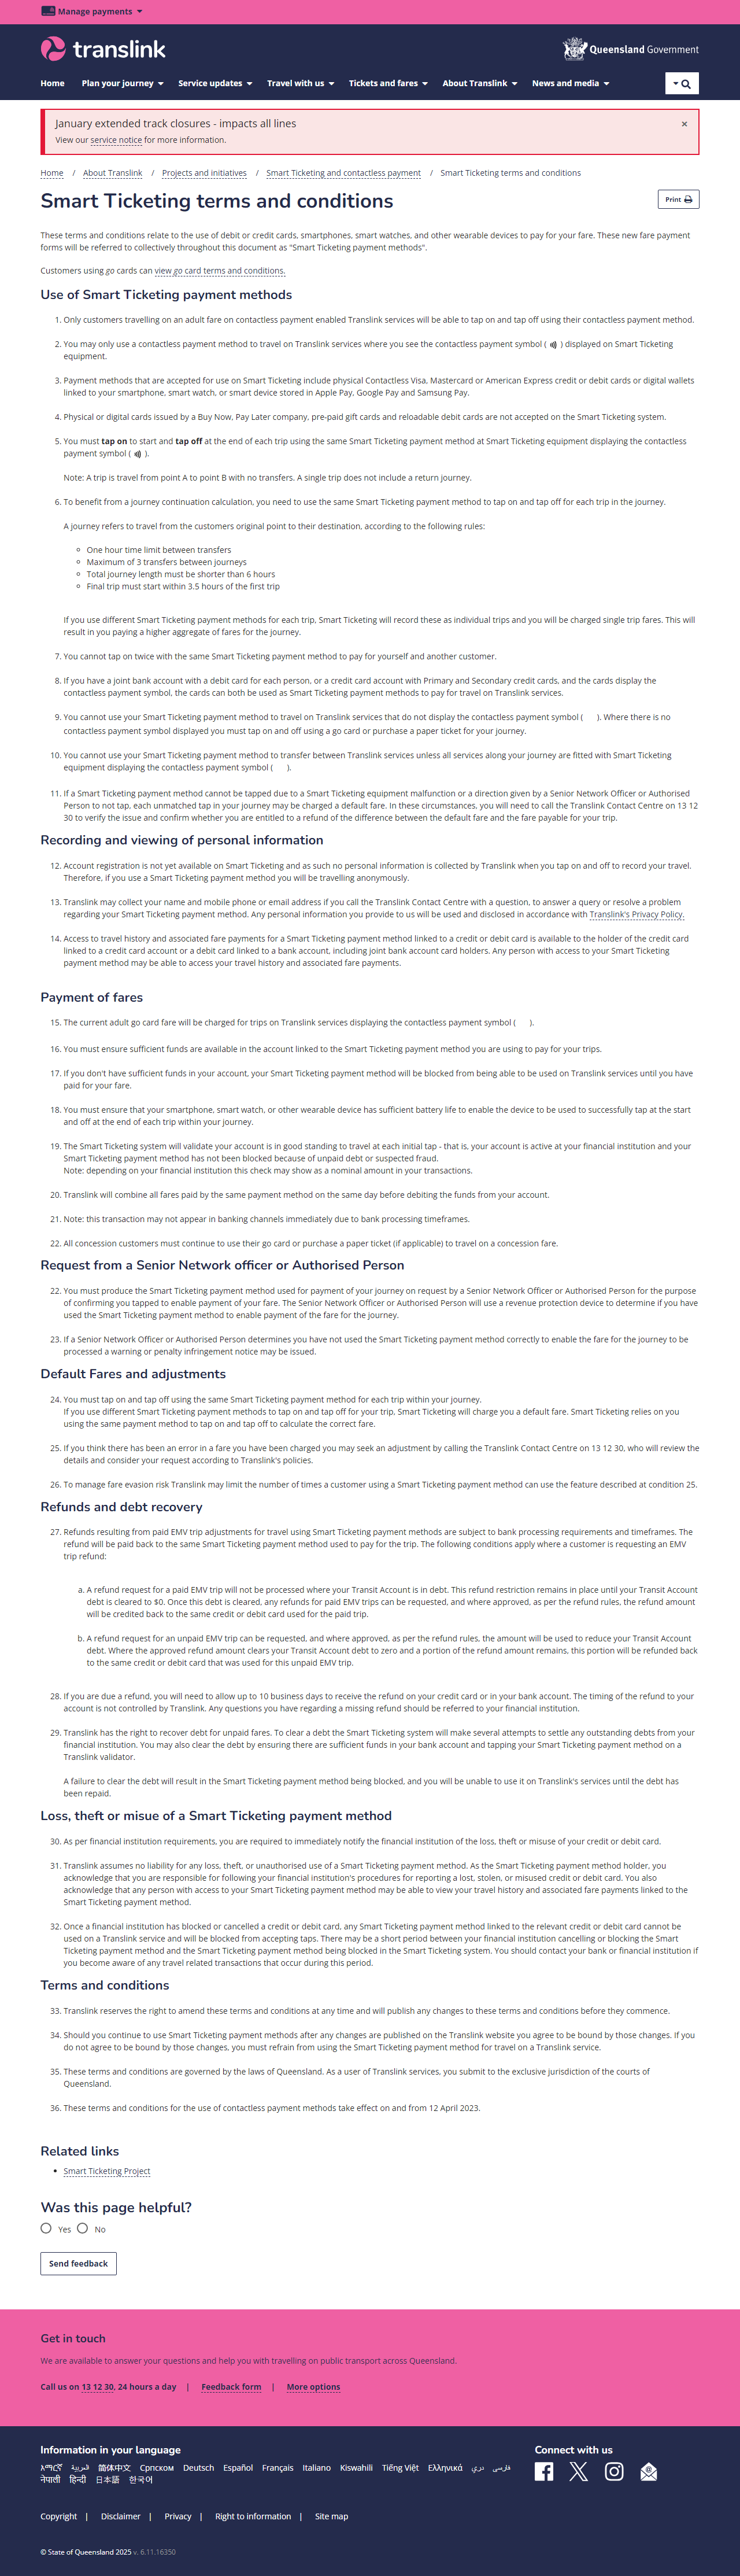 Manage payments
translink
Queensland Government
Home Plan your journey Service updates Travel with us Tickets and fares About Translink News and media
January extended track closures - impacts all lines ×
View our service notice for more information.
Home / About Translink / Projects and initiatives / Smart Ticketing and contactless payment / Smart Ticketing terms and conditions
Smart Ticketing terms and conditions
Print
These terms and conditions relate to the use of debit or credit cards, smartphones, smart watches, and other wearable devices to pay for your fare. These new fare payment
forms will be referred to collectively throughout this document as "Smart Ticketing payment methods".
Customers using go cards can view go card terms and conditions.
Use of Smart Ticketing payment methods
1. Only customers travelling on an adult fare on contactless payment enabled Translink services will be able to tap on and tap off using their contactless payment method.
2. You may only use a contactless payment method to travel on Translink services where you see the contactless payment symbol ( ) displayed on Smart Ticketing
equipment.
3. Payment methods that are accepted for use on Smart Ticketing include physical Contactless Visa, Mastercard or American Express credit or debit cards or digital wallets
linked to your smartphone, smart watch, or smart device stored in Apple Pay, Google Pay and Samsung Pay.
4. Physical or digital cards issued by a Buy Now, Pay Later company, pre-paid gift cards and reloadable debit cards are not accepted on the Smart Ticketing system.
5. You must tap on to start and tap off at the end of each trip using the same Smart Ticketing payment method at Smart Ticketing equipment displaying the contactless
payment symbol ( ).
Note: A trip is travel from point A to point B with no transfers. A single trip does not include a return journey.
6. To benefit from a journey continuation calculation, you need to use the same Smart Ticketing payment method to tap on and tap off for each trip in the journey.
A journey refers to travel from the customers original point to their destination, according to the following rules:
One hour time limit between transfers
Maximum of 3 transfers between journeys
Total journey length must be shorter than 6 hours
Final trip must start within 3.5 hours of the first trip
If you use different Smart Ticketing payment methods for each trip, Smart Ticketing will record these as individual trips and you will be charged single trip fares. This will
result in you paying a higher aggregate of fares for the journey.
7. You cannot tap on twice with the same Smart Ticketing payment method to pay for yourself and another customer.
8. If you have a joint bank account with a debit card for each person, or a credit card account with Primary and Secondary credit cards, and the cards display the
contactless payment symbol, the cards can both be used as Smart Ticketing payment methods to pay for travel on Translink services.
9. You cannot use your Smart Ticketing payment method to travel on Translink services that do not display the contactless payment symbol ( ). Where there is no
contactless payment symbol displayed you must tap on and off using a go card or purchase a paper ticket for your journey.
10. You cannot use your Smart Ticketing payment method to transfer between Translink services unless all services along your journey are fitted with Smart Ticketing
equipment displaying the contactless payment symbol ( ).
11. If a Smart Ticketing payment method cannot be tapped due to a Smart Ticketing equipment malfunction or a direction given by a Senior Network Officer or Authorised
Person to not tap, each unmatched tap in your journey may be charged a default fare. In these circumstances, you will need to call the Translink Contact Centre on 13 12
30 to verify the issue and confirm whether you are entitled to a refund of the difference between the default fare and the fare payable for your trip.
Recording and viewing of personal information
12. Account registration is not yet available on Smart Ticketing and as such no personal information is collected by Translink when you tap on and tap off to record your travel.
Therefore, if you use a Smart Ticketing payment method you will be travelling anonymously.
13. Translink may collect your name and mobile phone or email address if you call the Translink Contact Centre with a question, to answer a query or resolve a problem
regarding your Smart Ticketing payment method. Any personal information you provide to us will be used and disclosed in accordance with Translink's Privacy Policy.
14. Access to travel history and associated fare payments for a Smart Ticketing payment method linked to a credit or debit card is available to the holder of the credit card
linked to a credit card account or a debit card linked to a bank account, including joint bank account card holders. Any person with access to your Smart Ticketing
payment method may be able to access your travel history and associated fare payments.
Payment of fares
15. The current adult go card fare will be charged for trips on Translink services displaying the contactless payment symbol ( ).
16. You must ensure sufficient funds are available in the account linked to the Smart Ticketing payment method you are using to pay for your trips.
17. If you don't have sufficient funds in your account, your Smart Ticketing payment method will be blocked from being able to be used on Translink services until you have
paid for your fare.
18. You must ensure that your smartphone, smart watch, or other wearable device has sufficient battery life to enable the device to be used to successfully tap at the start
and off at the end of each trip within your journey.
19. The Smart Ticketing system will validate your account is in good standing to travel at each initial tap - that is, your account is active at your financial institution and your
Smart Ticketing payment method has not been blocked because of unpaid debt or suspected fraud.
Note: depending on your financial institution this check may show as a nominal amount in your transactions.
20. Translink will combine all fares paid by the same payment method on the same day before debiting the funds from your account.
21. Note: this transaction may not appear in banking channels immediately due to bank processing timeframes.
22. All concession customers must continue to use their go card or purchase a paper ticket (if applicable) to travel on a concession fare.
Request from a Senior Network officer or Authorised Person
22. You must produce the Smart Ticketing payment method used for payment of your journey on request by a Senior Network Officer or Authorised Person for the purpose
of confirming you tapped to enable payment of your fare. The Senior Network Officer or Authorised Person will use a revenue protection device to determine if you have
used the Smart Ticketing payment method to enable payment of the fare for the journey.
23. If a Senior Network Officer or Authorised Person determines you have not used the Smart Ticketing payment method correctly to enable the fare for the journey to be
processed a warning or penalty infringement notice may be issued.
Default Fares and adjustments
24. You must tap on and tap off using the same Smart Ticketing payment method for each trip within your journey.
If you use different Smart Ticketing payment methods to tap on and tap off for your trip, Smart Ticketing will charge you a default fare. Smart Ticketing relies on you
using the same payment method to tap on and tap off to calculate the correct fare.
25. If you think there has been an error in a fare you have been charged you may seek an adjustment by calling the Translink Contact Centre on 13 12 30, who will review the
details and consider your request according to Translink's policies.
26. To manage fare evasion risk Translink may limit the number of times a customer using a Smart Ticketing payment method can use the feature described at condition 25.
Refunds and debt recovery
27. Refunds resulting from paid EMV trip adjustments for travel using Smart Ticketing payment methods are subject to bank processing requirements and timeframes. The
refund will be paid back to the same Smart Ticketing payment method used to pay for the trip. The following conditions apply where a customer is requesting an EMV
trip refund:
a. A refund request for a paid EMV trip will not be processed where your Transit Account is in debt. This refund restriction remains in place until your Transit Account
debt is cleared to $0. Once this debt is cleared, any refunds for paid EMV trips can be requested, and where approved, as per the refund rules, the refund amount
will be credited back to the same credit or debit card used for the paid trip.
b. A refund request for an unpaid EMV trip can be requested, and where approved, as per the refund rules, the amount will be used to reduce your Transit Account
debt. Where the approved refund amount clears your Transit Account debt to zero and a portion of the refund amount remains, this portion will be refunded back
to the same credit or debit card that was used for this unpaid EMV trip.
28. If you are due a refund, you will need to allow up to 10 business days to receive the refund on your credit card or in your bank account. The timing of the refund to your
account is not controlled by Translink. Any questions you have regarding a missing refund should be referred to your financial institution.
29. Translink has the right to recover debt for unpaid fares. To clear a debt the Smart Ticketing system will make several attempts to settle any outstanding debts from your
financial institution. You may also clear the debt by ensuring there are sufficient funds in your bank account and tapping your Smart Ticketing payment method on a
Translink validator.
A failure to clear the debt will result in the Smart Ticketing payment method being blocked, and you will be unable to use it on Translink's services until the debt has
been repaid.
Loss, theft or misue of a Smart Ticketing payment method
30. As per financial institution requirements, you are required to immediately notify the financial institution of the loss, theft or misuse of your credit or debit card.
31. Translink assumes no liability for any loss, theft, or unauthorised use of a Smart Ticketing payment method. As the Smart Ticketing payment method holder, you
acknowledge that you are responsible for following your financial institution's procedures for reporting a lost, stolen, or misused credit or debit card. You also
acknowledge that any person with access to your Smart Ticketing payment method may be able to view your travel history and associated fare payments linked to the
Smart Ticketing payment method.
32. Once a financial institution has blocked or cancelled a credit or debit card, any Smart Ticketing payment method linked to the relevant credit or debit card cannot be
used on a Translink service and will be blocked from accepting taps. There may be a short period between your financial institution cancelling or blocking the Smart
Ticketing payment method and the Smart Ticketing payment method being blocked in the Smart Ticketing system. You should contact your bank or financial institution if
you become aware of any travel related transactions that occur during this period.
Terms and conditions
33. Translink reserves the right to amend these terms and conditions at any time and will publish any changes to these terms and conditions before they commence.
34. Should you continue to use Smart Ticketing payment methods after any changes are published on the Translink website you agree to be bound by those changes. If you
do not agree to be bound by those changes, you must refrain from using the Smart Ticketing payment method for travel on a Translink service.
35. These terms and conditions are governed by the laws of Queensland. As a user of Translink services, you submit to the exclusive jurisdiction of the courts of
Queensland.
36. These terms and conditions for the use of contactless payment methods take effect on and from 12 April 2023.
Related links
Smart Ticketing Project
Was this page helpful?
Yes No
Send feedback
Get in touch
We are available to answer your questions and help you with travelling on public transport across Queensland.
Call us on 13 12 30, 24 hours a day | Feedback form | More options
Information in your language
Connect with us
አማርኛ العربية 简体中文 Српском Deutsch Español Français Italiano Kiswahili Tiếng Việt Ελληνικά دری فارسی
नेपाली हिन्दी 日本語 한국어
Copyright | Disclaimer | Privacy | Right to information | Site map
© State of Queensland 2025 v. 6.11.16350